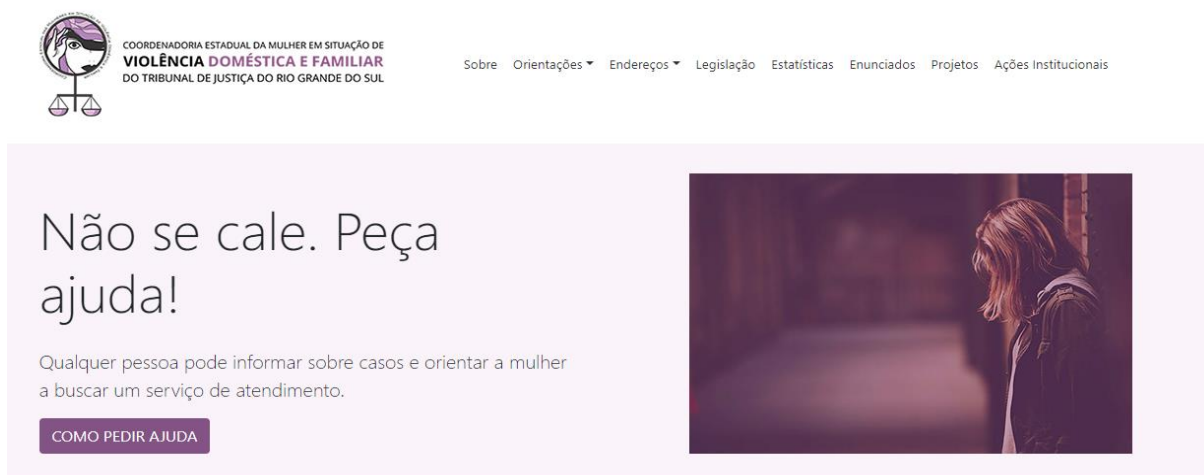 COORDENADORIA ESTADUAL DA MULHER EM SITUAÇÃO DE
VIOLÊNCIA DOMÉSTICA E FAMILIAR
DO TRIBUNAL DE JUSTIÇA DO RIO GRANDE DO SUL
Sobre Orientações Endereços Legislação Estatísticas Enunciados Projetos Ações Institucionais
Não se cale. Peça
ajuda!
Qualquer pessoa pode informar sobre casos e orientar a mulher
a buscar um serviço de atendimento.
COMO PEDIR AJUDA